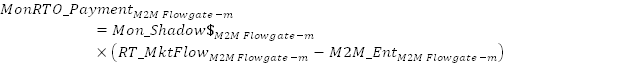 MonRTO_Payment_{M2M Flowgate-m}
= Mon_Shadow$_{M2M Flowgate-m}
× (RT_MktFlow_{M2M Flowgate-m} − M2M_Ent_{M2M Flowgate-m})